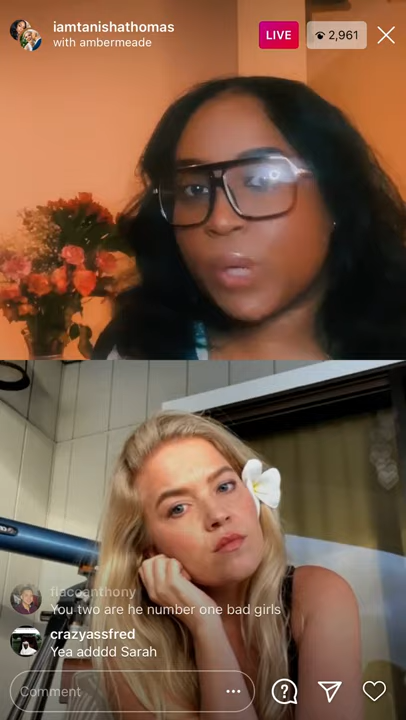 iamtanishathomas
with ambermeade
LIVE
2,961
flaccanthony
You two are he number one bad girls
crazyassfred
Yea adddd Sarah
Comment